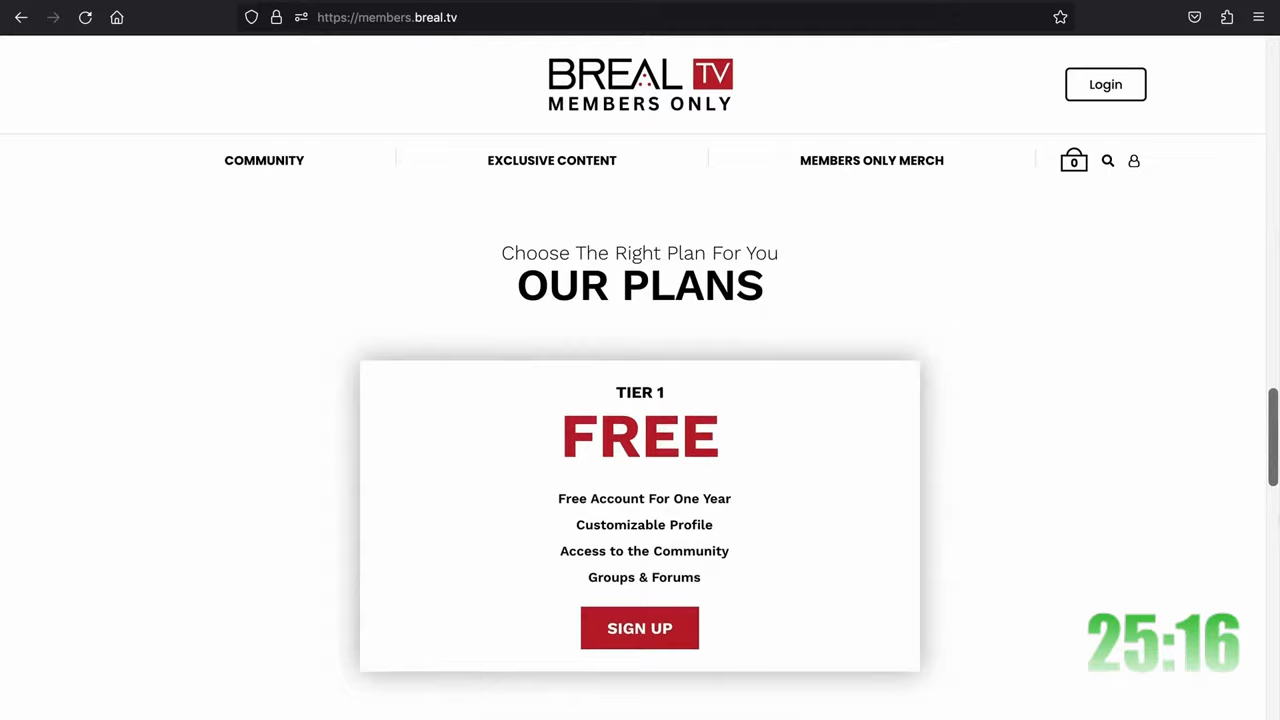 https://members.breal.tv
BREAL TV
MEMBERS ONLY
Login
COMMUNITY
EXCLUSIVE CONTENT
MEMBERS ONLY MERCH
0
Choose The Right Plan For You
OUR PLANS
TIER 1
FREE
Free Account For One Year
Customizable Profile
Access to the Community
Groups & Forums
SIGN UP
25:16